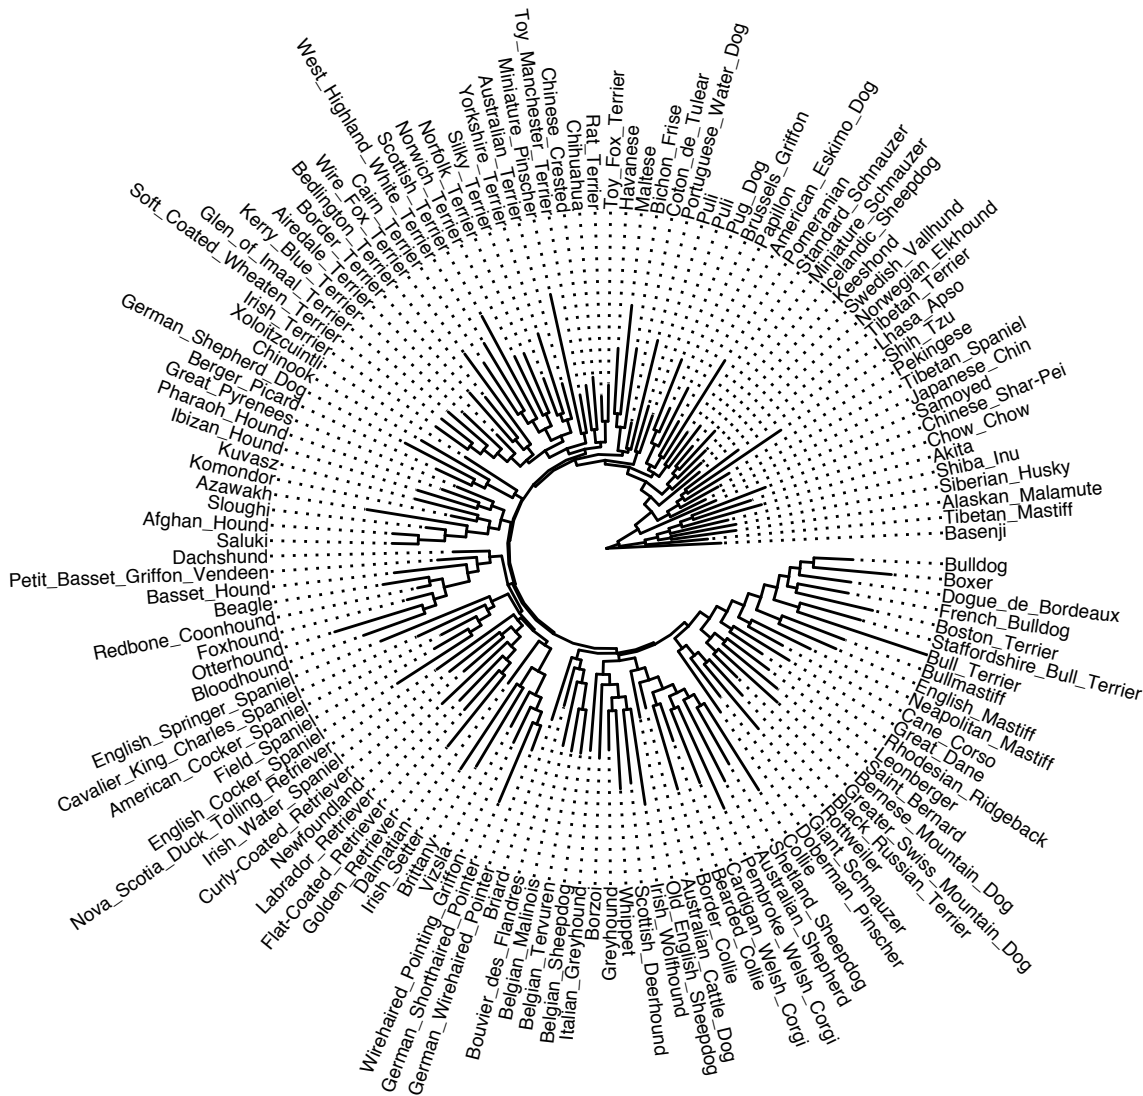 Basenji
Tibetan_Mastiff
Alaskan_Malamute
Siberian_Husky
Shiba_Inu
Akita
Chow_Chow
Chinese_Shar-Pei
Samoyed
Japanese_Chin
Tibetan_Spaniel
Pekingese
Shih_Tzu
Lhasa_Apso
Tibetan_Terrier
Norwegian_Elkhound
Swedish_Vallhund
Keeshond
Icelandic_Sheepdog
Miniature_Schnauzer
Standard_Schnauzer
Pomeranian
American_Eskimo_Dog
Papillon
Brussels_Griffon
Pug_Dog
Puli
Puli
Portuguese_Water_Dog
Coton_de_Tulear
Bichon_Frise
Maltese
Havanese
Toy_Fox_Terrier
Rat_Terrier
Chihuahua
Chinese_Crested
Toy_Manchester_Terrier
Miniature_Pinscher
Australian_Terrier
Yorkshire_Terrier
Silky_Terrier
Norfolk_Terrier
Norwich_Terrier
Scottish_Terrier
West_Highland_White_Terrier
Cairn_Terrier
Wire_Fox_Terrier
Bedlington_Terrier
Border_Terrier
Airedale_Terrier
Kerry_Blue_Terrier
Glen_of_Imaal_Terrier
Soft_Coated_Wheaten_Terrier
Irish_Terrier
Xoloitzcuintli
Chinook
German_Shepherd_Dog
Berger_Picard
Great_Pyrenees
Pharaoh_Hound
Ibizan_Hound
Kuvasz
Komondor
Azawakh
Sloughi
Afghan_Hound
Saluki
Dachshund
Petit_Basset_Griffon_Vendeen
Basset_Hound
Beagle
Redbone_Coonhound
Foxhound
Otterhound
Bloodhound
English_Springer_Spaniel
Cavalier_King_Charles_Spaniel
American_Cocker_Spaniel
Field_Spaniel
English_Cocker_Spaniel
Nova_Scotia_Duck_Tolling_Retriever
Irish_Water_Spaniel
Curly-Coated_Retriever
Newfoundland
Labrador_Retriever
Flat-Coated_Retriever
Golden_Retriever
Dalmatian
Irish_Setter
Brittany
Vizsla
Wirehaired_Pointing_Griffon
German_Shorthaired_Pointer
German_Wirehaired_Pointer
Briard
Bouvier_des_Flandres
Belgian_Malinois
Belgian_Tervuren
Belgian_Sheepdog
Italian_Greyhound
Borzoi
Greyhound
Whippet
Scottish_Deerhound
Irish_Wolfhound
Old_English_Sheepdog
Australian_Cattle_Dog
Border_Collie
Bearded_Collie
Cardigan_Welsh_Corgi
Pembroke_Welsh_Corgi
Australian_Shepherd
Shetland_Sheepdog
Collie
Doberman_Pinscher
Giant_Schnauzer
Rottweiler
Black_Russian_Terrier
Greater_Swiss_Mountain_Dog
Bernese_Mountain_Dog
Saint_Bernard
Leonberger
Rhodesian_Ridgeback
Great_Dane
Cane_Corso
Neapolitan_Mastiff
English_Mastiff
Bullmastiff
Bull_Terrier
Staffordshire_Bull_Terrier
Boston_Terrier
French_Bulldog
Dogue_de_Bordeaux
Boxer
Bulldog